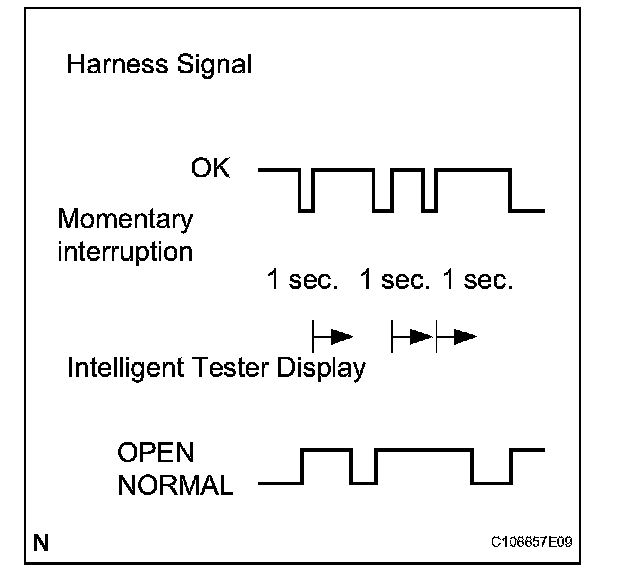 Harness Signal
OK
Momentary
interruption
1 sec. 1 sec. 1 sec.
Intelligent Tester Display
OPEN
NORMAL
N
C106657E09